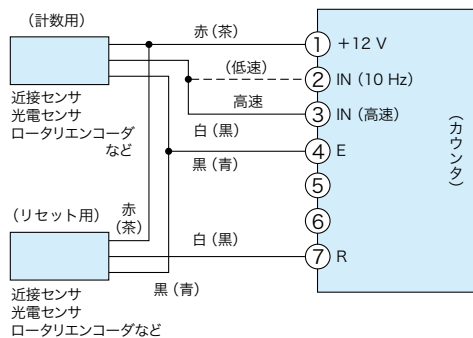 (計数用)
近接センサ
光電センサ
ロータリエンコーダ
など
赤(茶)
(低速)
高速
白(黒)
黒(青)
① +12 V
② IN (10 Hz)
③ IN (高速)
④ E
⑤
⑥
⑦ R
(カウンタ)
(リセット用)
赤
(茶)
白(黒)
黒(青)
近接センサ
光電センサ
ロータリエンコーダなど